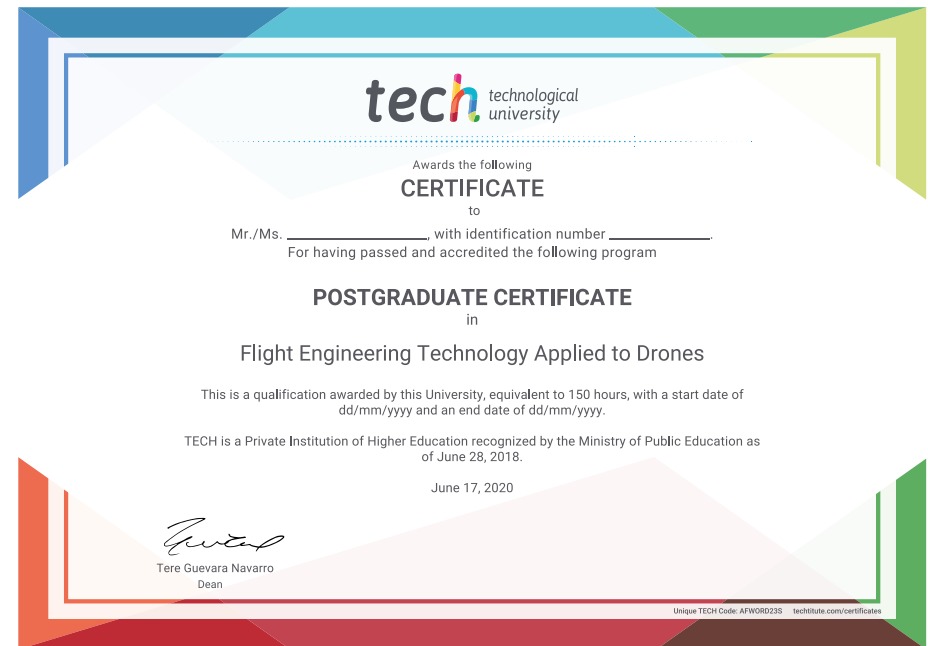 tech technological
university
Awards the following
CERTIFICATE
to
Mr./Ms. ____________________, with identification number ______________.
For having passed and accredited the following program
POSTGRADUATE CERTIFICATE
in
Flight Engineering Technology Applied to Drones
This is a qualification awarded by this University, equivalent to 150 hours, with a start date of
dd/mm/yyyy and an end date of dd/mm/yyyy.
TECH is a Private Institution of Higher Education recognized by the Ministry of Public Education as
of June 28, 2018.
June 17, 2020
Tere Guevara Navarro
Dean
Unique TECH Code: AFWORD23S techtitute.com/certificates